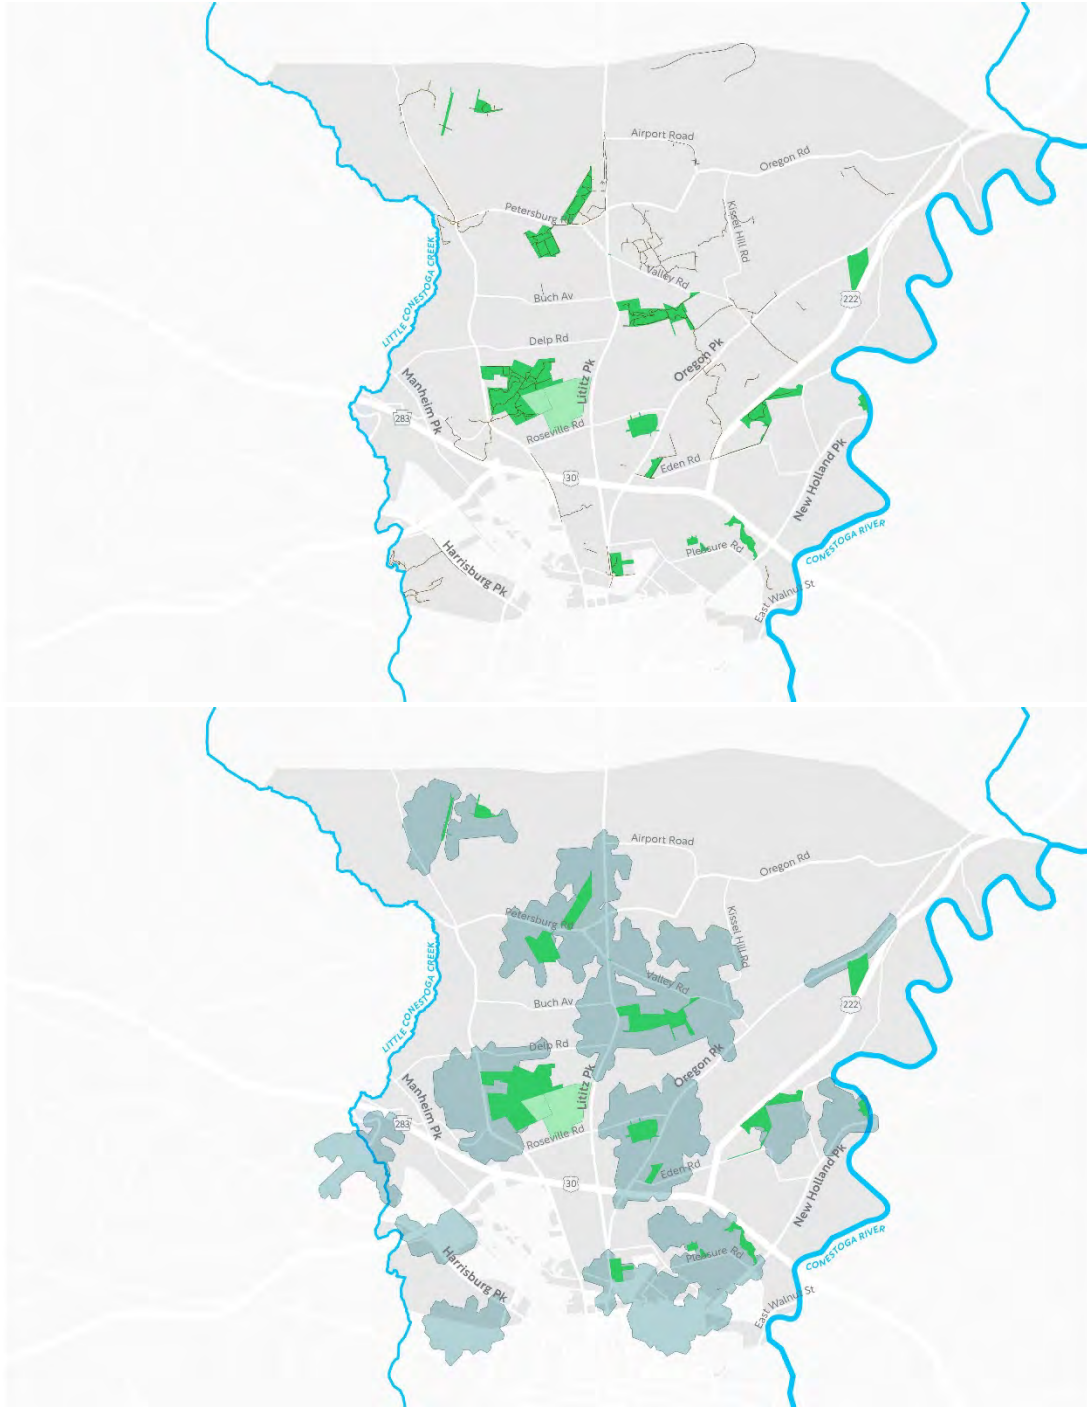 Airport Road
Oregon Rd
Petersburg Rd
Kissel Hill Rd
LITTLE CONESTOGA CREEK
Valley Rd
Buch Av
222
Delp Rd
Oregon Pk
Manheim Pk
Lititz Pk
283
Roseville Rd
New Holland Pk
Eden Rd
30
CONESTOGA RIVER
Pleasure Rd
Harrisburg Pk
East Walnut St
Airport Road
Oregon Rd
Petersburg Rd
Kissel Hill Rd
LITTLE CONESTOGA CREEK
Valley Rd
Buch Av
222
Delp Rd
Oregon Pk
Manheim Pk
Lititz Pk
283
Roseville Rd
New Holland Pk
Eden Rd
30
CONESTOGA RIVER
Pleasure Rd
Harrisburg Pk
East Walnut St